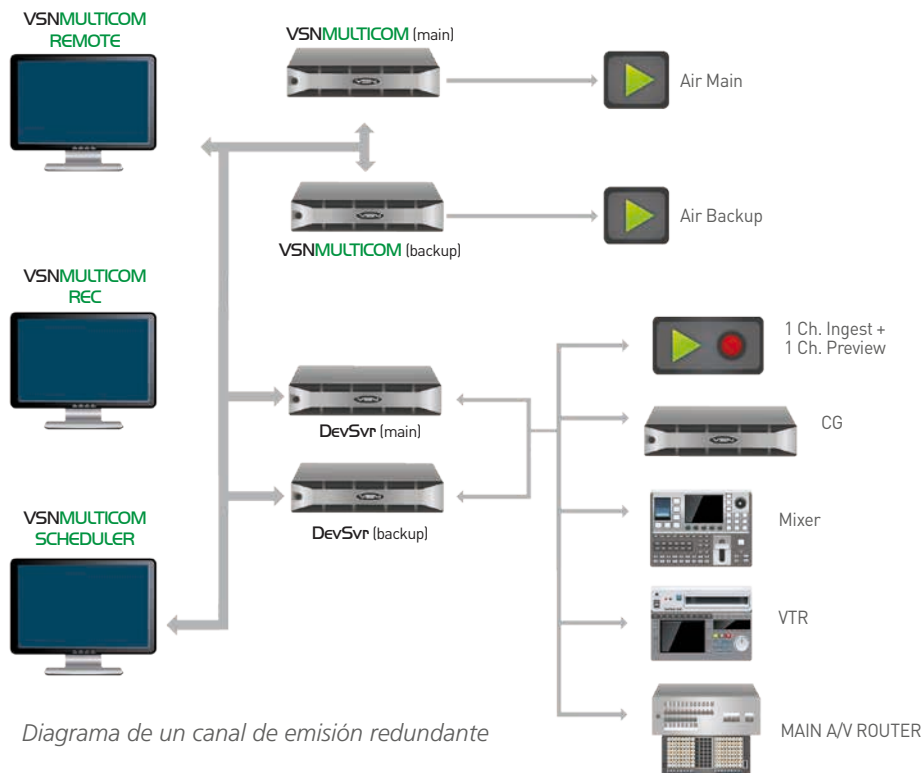 VSNMULTICOM
REMOTE
VSNMULTICOM (main)
Air Main
VSNMULTICOM (backup)
Air Backup
VSNMULTICOM
REC
DevSvr (main)
DevSvr (backup)
1 Ch. Ingest +
1 Ch. Preview
CG
Mixer
VSNMULTICOM
SCHEDULER
VTR
MAIN A/V ROUTER
Diagrama de un canal de emisión redundante